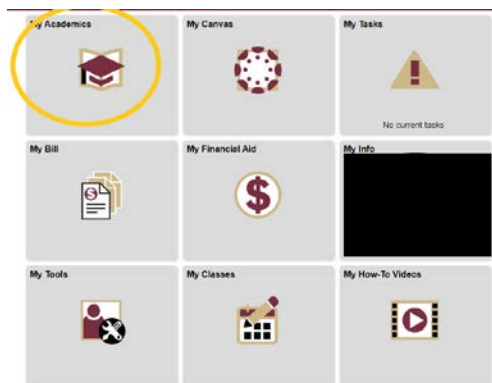 My Academics
My Canvas
My Tasks
No current tasks
My Bill
My Financial Aid
My Info
My Tools
My Classes
My How-To Videos